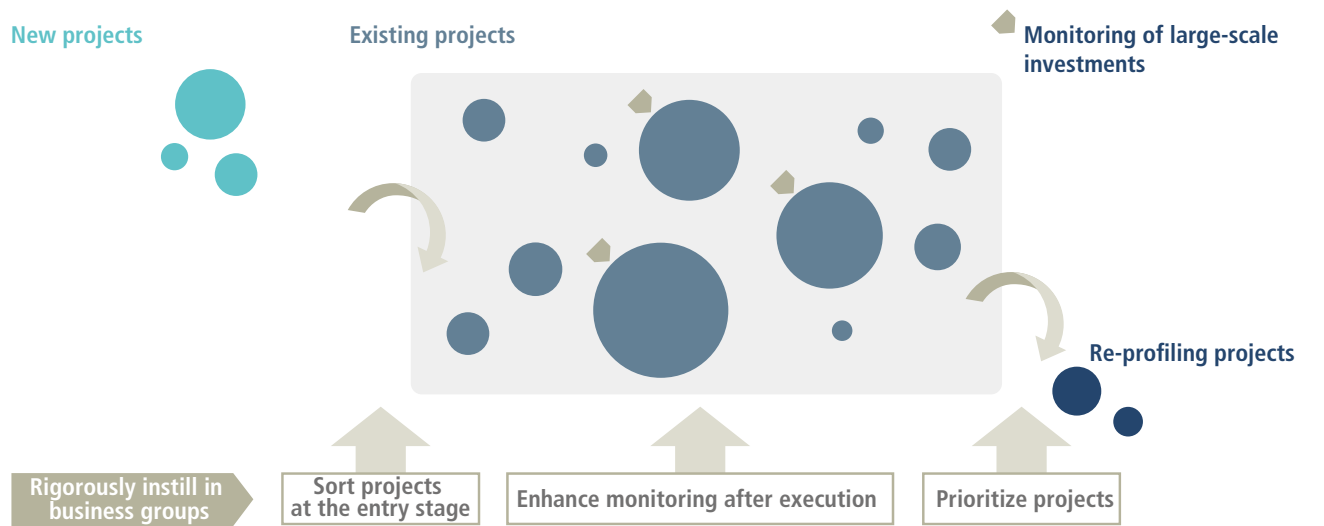 New projects
Existing projects
Monitoring of large-scale
investments
Re-profiling projects
Rigorously instill in
business groups
Sort projects
at the entry stage
Enhance monitoring after execution
Prioritize projects